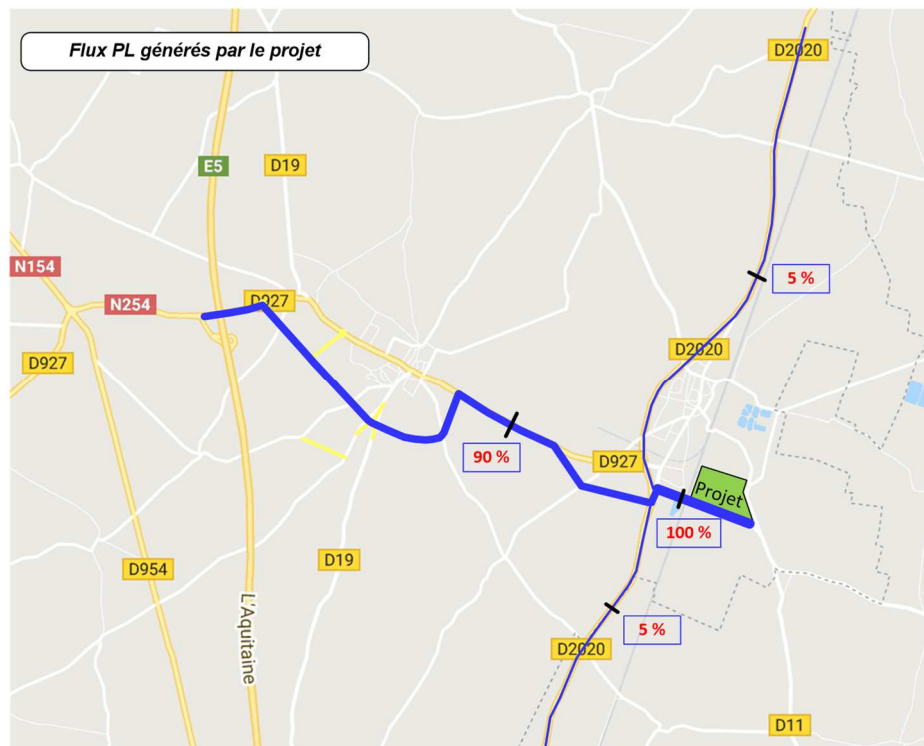 Flux PL générés par le projet
D2020
E5
D19
N154
5 %
N254
D927
D2020
D927
90 %
D927
Projet
100 %
D19
D954
L'Aquitaine
5 %
D2020
D11